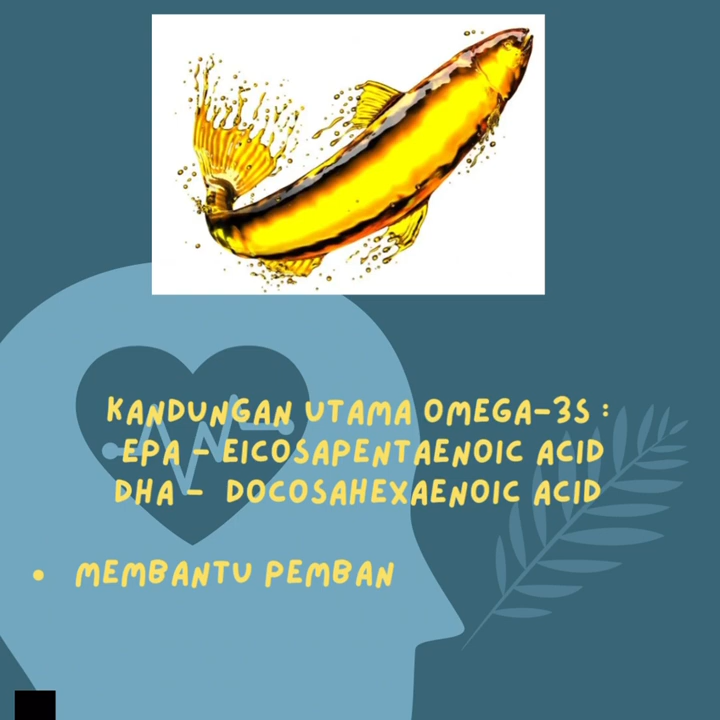 KANDUNGAN UTAMA OMEGA-3S :
EPA - EICOSAPENTAENOIC ACID
DHA - DOCOSAHEXAENOIC ACID
• MEMBANTU PEMBAN